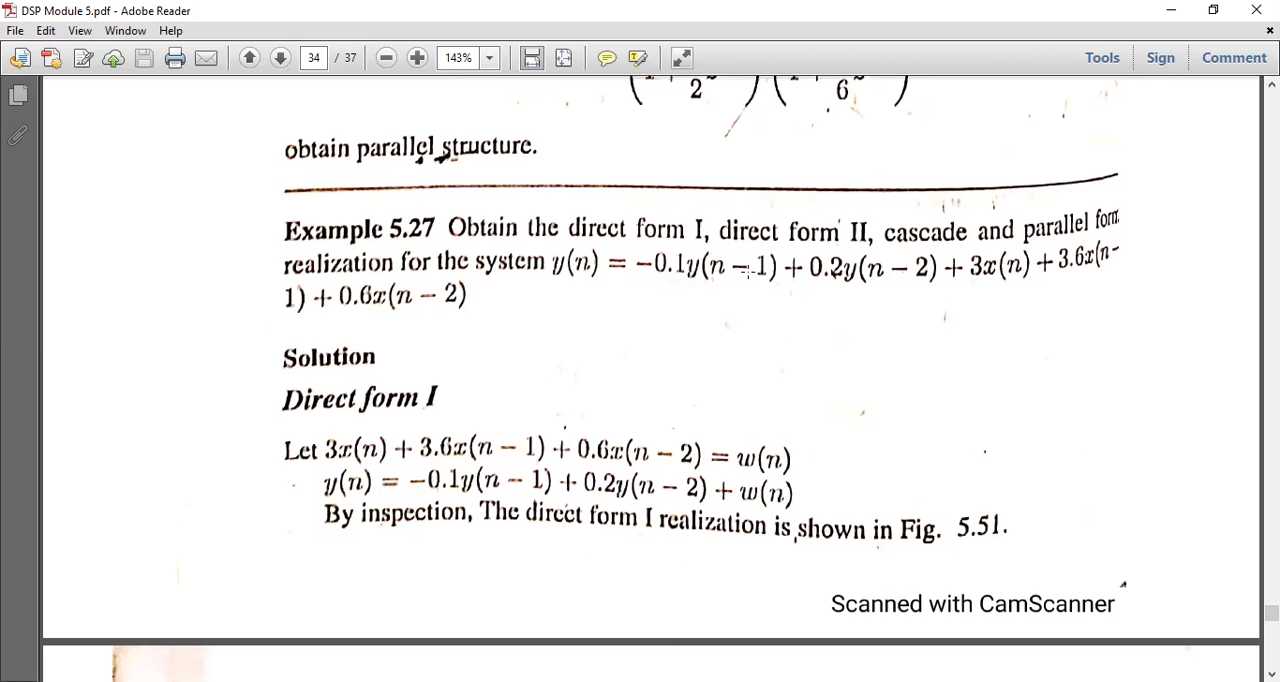 DSP Module 5.pdf - Adobe Reader
File Edit View Window Help
34 / 37 143% Tools Sign Comment
2 6
obtain parallel structure.
Example 5.27 Obtain the direct form I, direct form II, cascade and parallel form
realization for the system y(n) = −0.1y(n − 1) + 0.2y(n − 2) + 3x(n) + 3.6x(n −
1) + 0.6x(n − 2)
Solution
Direct form I
Let 3x(n) + 3.6x(n − 1) + 0.6x(n − 2) = w(n)
y(n) = −0.1y(n − 1) + 0.2y(n − 2) + w(n)
By inspection, The direct form I realization is shown in Fig. 5.51.
Scanned with CamScanner